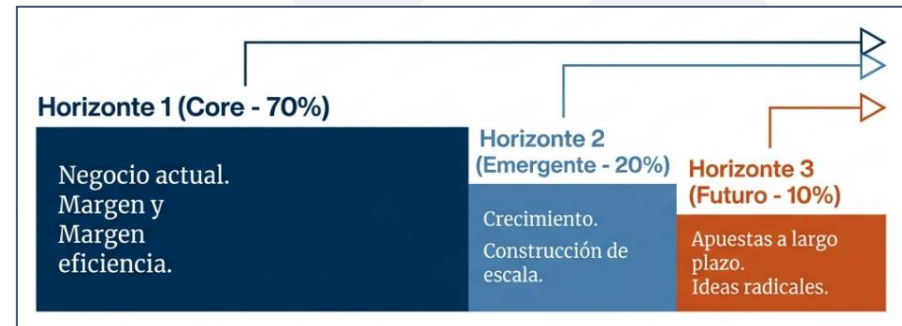 Horizonte 1 (Core - 70%)
Negocio actual.
Margen y
Margen
eficiencia.
Horizonte 2
(Emergente - 20%)
Crecimiento.
Construcción de
escala.
Horizonte 3
(Futuro - 10%)
Apuestas a largo
plazo.
Ideas radicales.